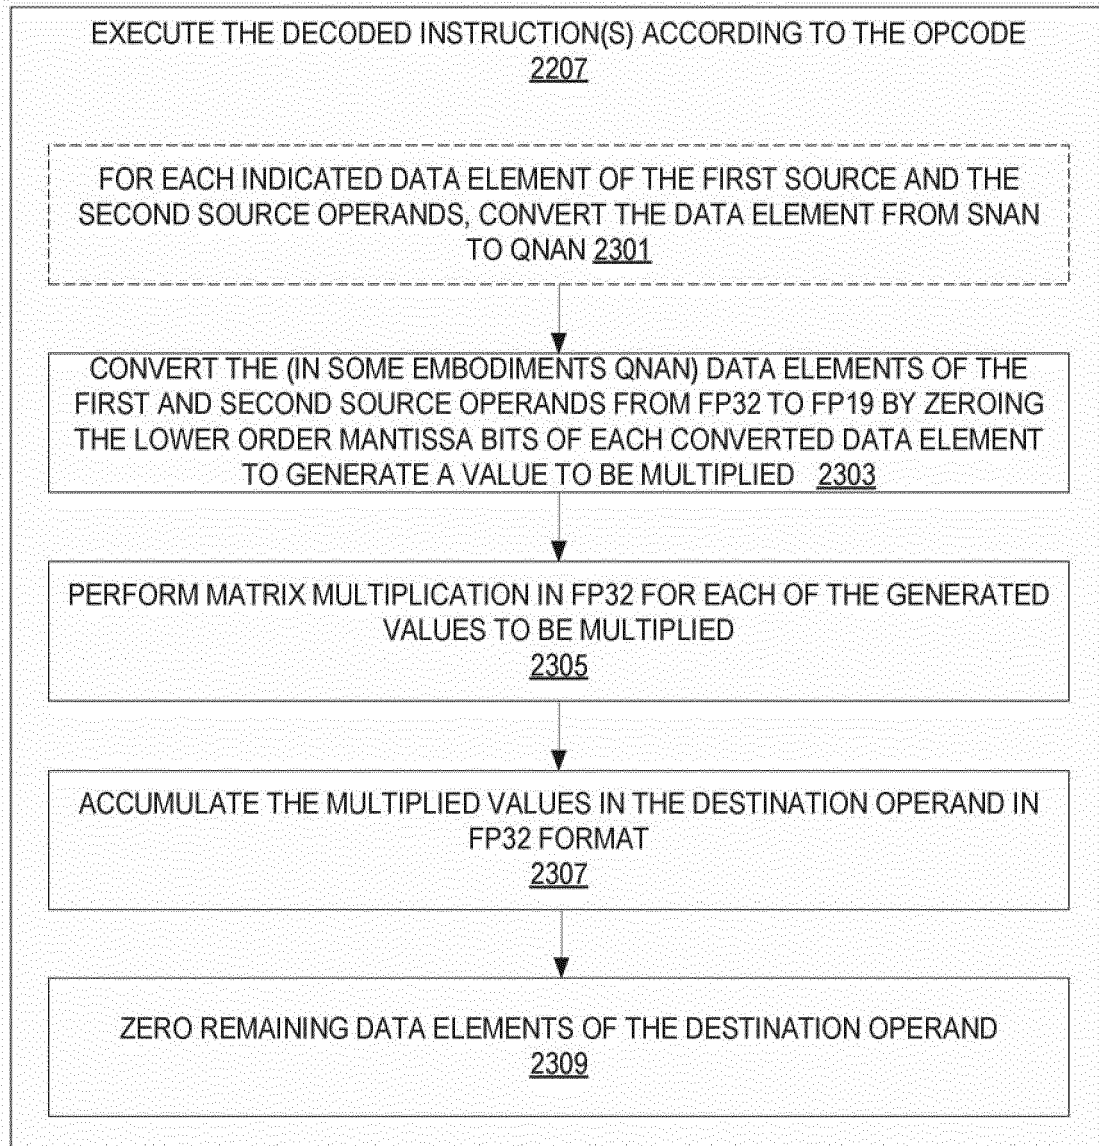 EXECUTE THE DECODED INSTRUCTION(S) ACCORDING TO THE OPCODE
2207
FOR EACH INDICATED DATA ELEMENT OF THE FIRST SOURCE AND THE
SECOND SOURCE OPERANDS, CONVERT THE DATA ELEMENT FROM SNAN
TO QNAN 2301
CONVERT THE (IN SOME EMBODIMENTS QNAN) DATA ELEMENTS OF THE
FIRST AND SECOND SOURCE OPERANDS FROM FP32 TO FP19 BY ZEROING
THE LOWER ORDER MANTISSA BITS OF EACH CONVERTED DATA ELEMENT
TO GENERATE A VALUE TO BE MULTIPLIED 2303
PERFORM MATRIX MULTIPLICATION IN FP32 FOR EACH OF THE GENERATED
VALUES TO BE MULTIPLIED
2305
ACCUMULATE THE MULTIPLIED VALUES IN THE DESTINATION OPERAND IN
FP32 FORMAT
2307
ZERO REMAINING DATA ELEMENTS OF THE DESTINATION OPERAND
2309